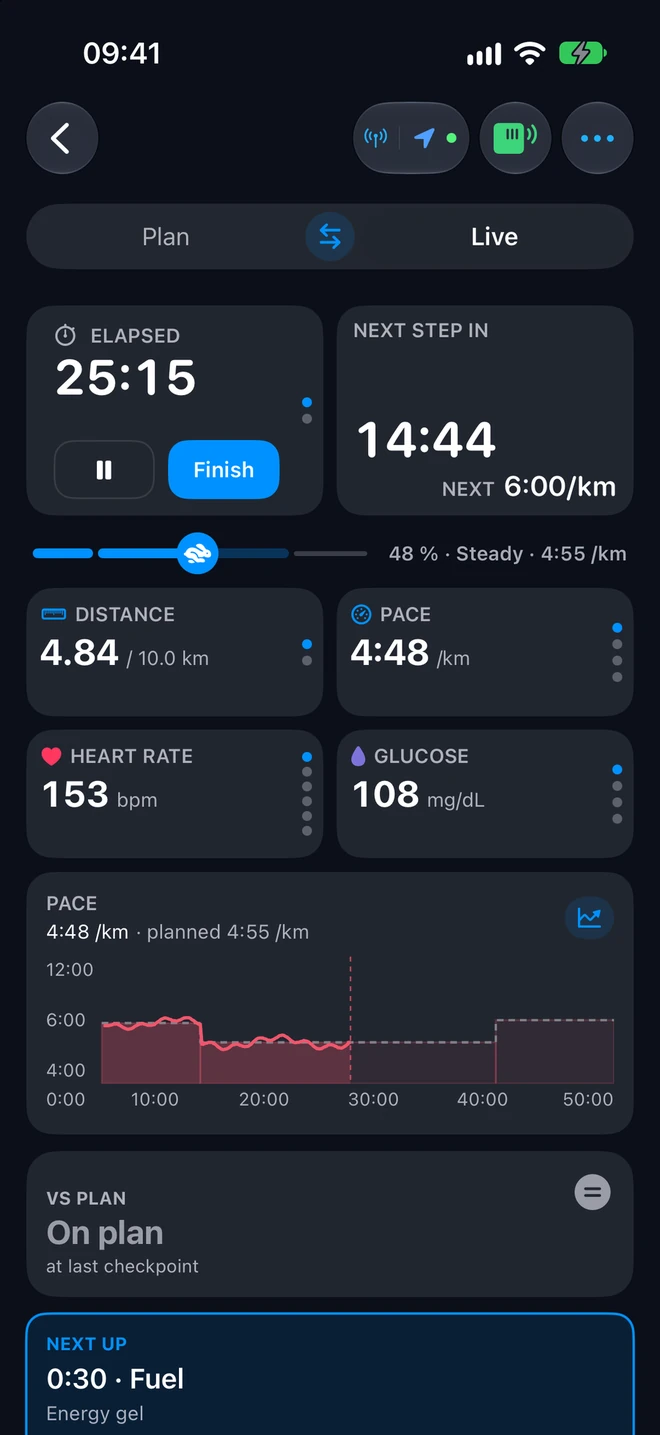 09:41
Plan
Live
ELAPSED
25:15
Finish
NEXT STEP IN
14:44
NEXT 6:00/km
48 % · Steady · 4:55 /km
DISTANCE
4.84 / 10.0 km
PACE
4:48 /km
HEART RATE
153 bpm
GLUCOSE
108 mg/dL
PACE
4:48 /km · planned 4:55 /km
12:00
6:00
4:00
0:00 10:00 20:00 30:00 40:00 50:00
VS PLAN
On plan
at last checkpoint
NEXT UP
0:30 · Fuel
Energy gel